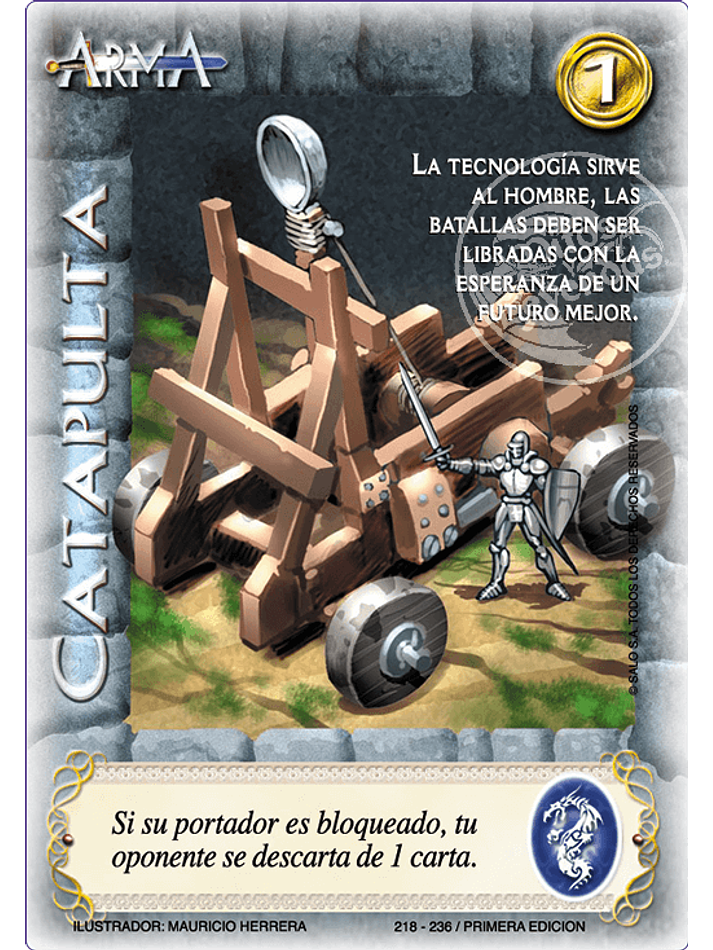 ARMA
1
LA TECNOLOGÍA SIRVE
AL HOMBRE, LAS
BATALLAS DEBEN SER
LIBRADAS CON LA
ESPERANZA DE UN
FUTURO MEJOR.
CATAPULTA
© SALO S.A. TODOS LOS DERECHOS RESERVADOS
Si su portador es bloqueado, tu
oponente se descarta de 1 carta.
ILUSTRADOR: MAURICIO HERRERA
218 - 236 / PRIMERA EDICION